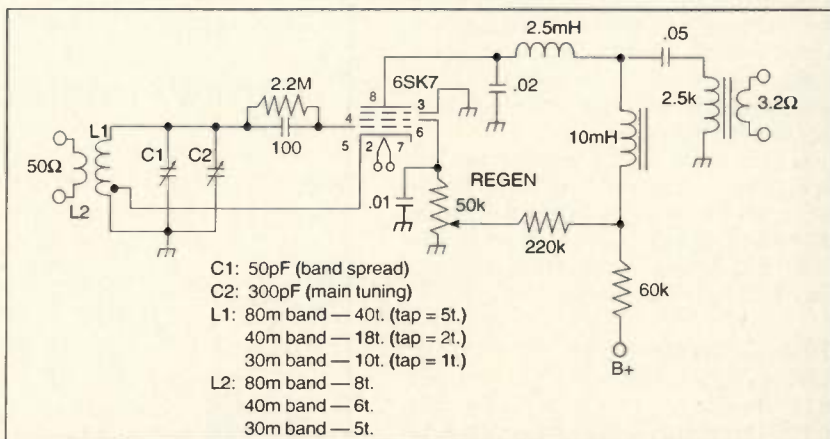 2.5mH
.05
2.2M
6SK7
8
3
4
6
5
2
7
.02
2.5k
3.2Ω
10mH
L1
50Ω
C1
C2
100
L2
REGEN
50k
.01
220k
60k
B+
C1: 50pF (band spread)
C2: 300pF (main tuning)
L1: 80m band — 40t. (tap = 5t.)
40m band — 18t. (tap = 2t.)
30m band — 10t. (tap = 1t.)
L2: 80m band — 8t.
40m band — 6t.
30m band — 5t.